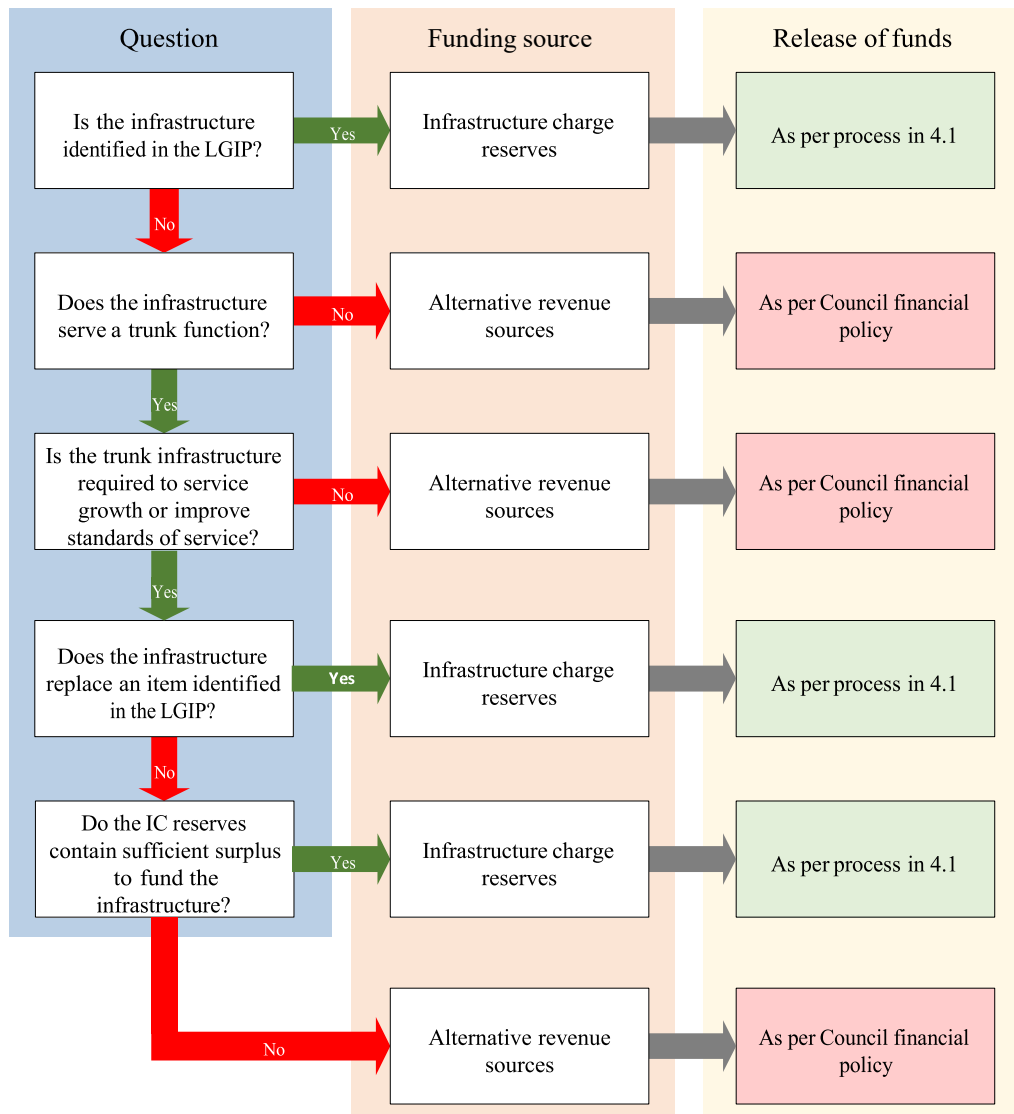 Question
Funding source
Release of funds
Is the infrastructure
identified in the LGIP?
Yes
Infrastructure charge
reserves
As per process in 4.1
No
Does the infrastructure
serve a trunk function?
No
Alternative revenue
sources
As per Council financial
policy
Yes
Is the trunk infrastructure
required to service
growth or improve
standards of service?
No
Alternative revenue
sources
As per Council financial
policy
Yes
Does the infrastructure
replace an item identified
in the LGIP?
Yes
Infrastructure charge
reserves
As per process in 4.1
No
Do the IC reserves
contain sufficient surplus
to fund the
infrastructure?
Yes
Infrastructure charge
reserves
As per process in 4.1
No
Alternative revenue
sources
As per Council financial
policy